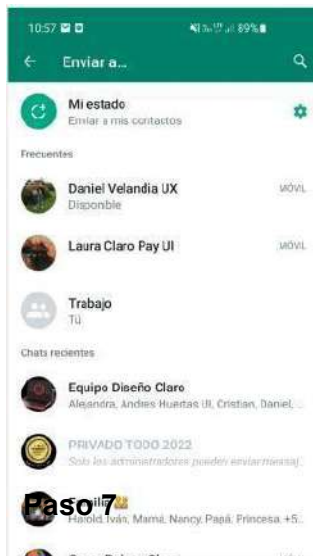 10:57 89%
Enviar a...
Mi estado
Enviar a mis contactos
Frecuentes
Daniel Velandia UX MÓVIL
Disponible
Laura Claro Pay UI MÓVIL
Trabajo
Tú
Chats recientes
Equipo Diseño Claro
Alejandra, Andres Huertas UI, Cristian, Daniel, ...
PRIVADO TODO 2022
Solo los administradores pueden enviar mensaj...
Paso 7
Harold, Iván, Mamá, Nancy, Papá, Princesa, +5...